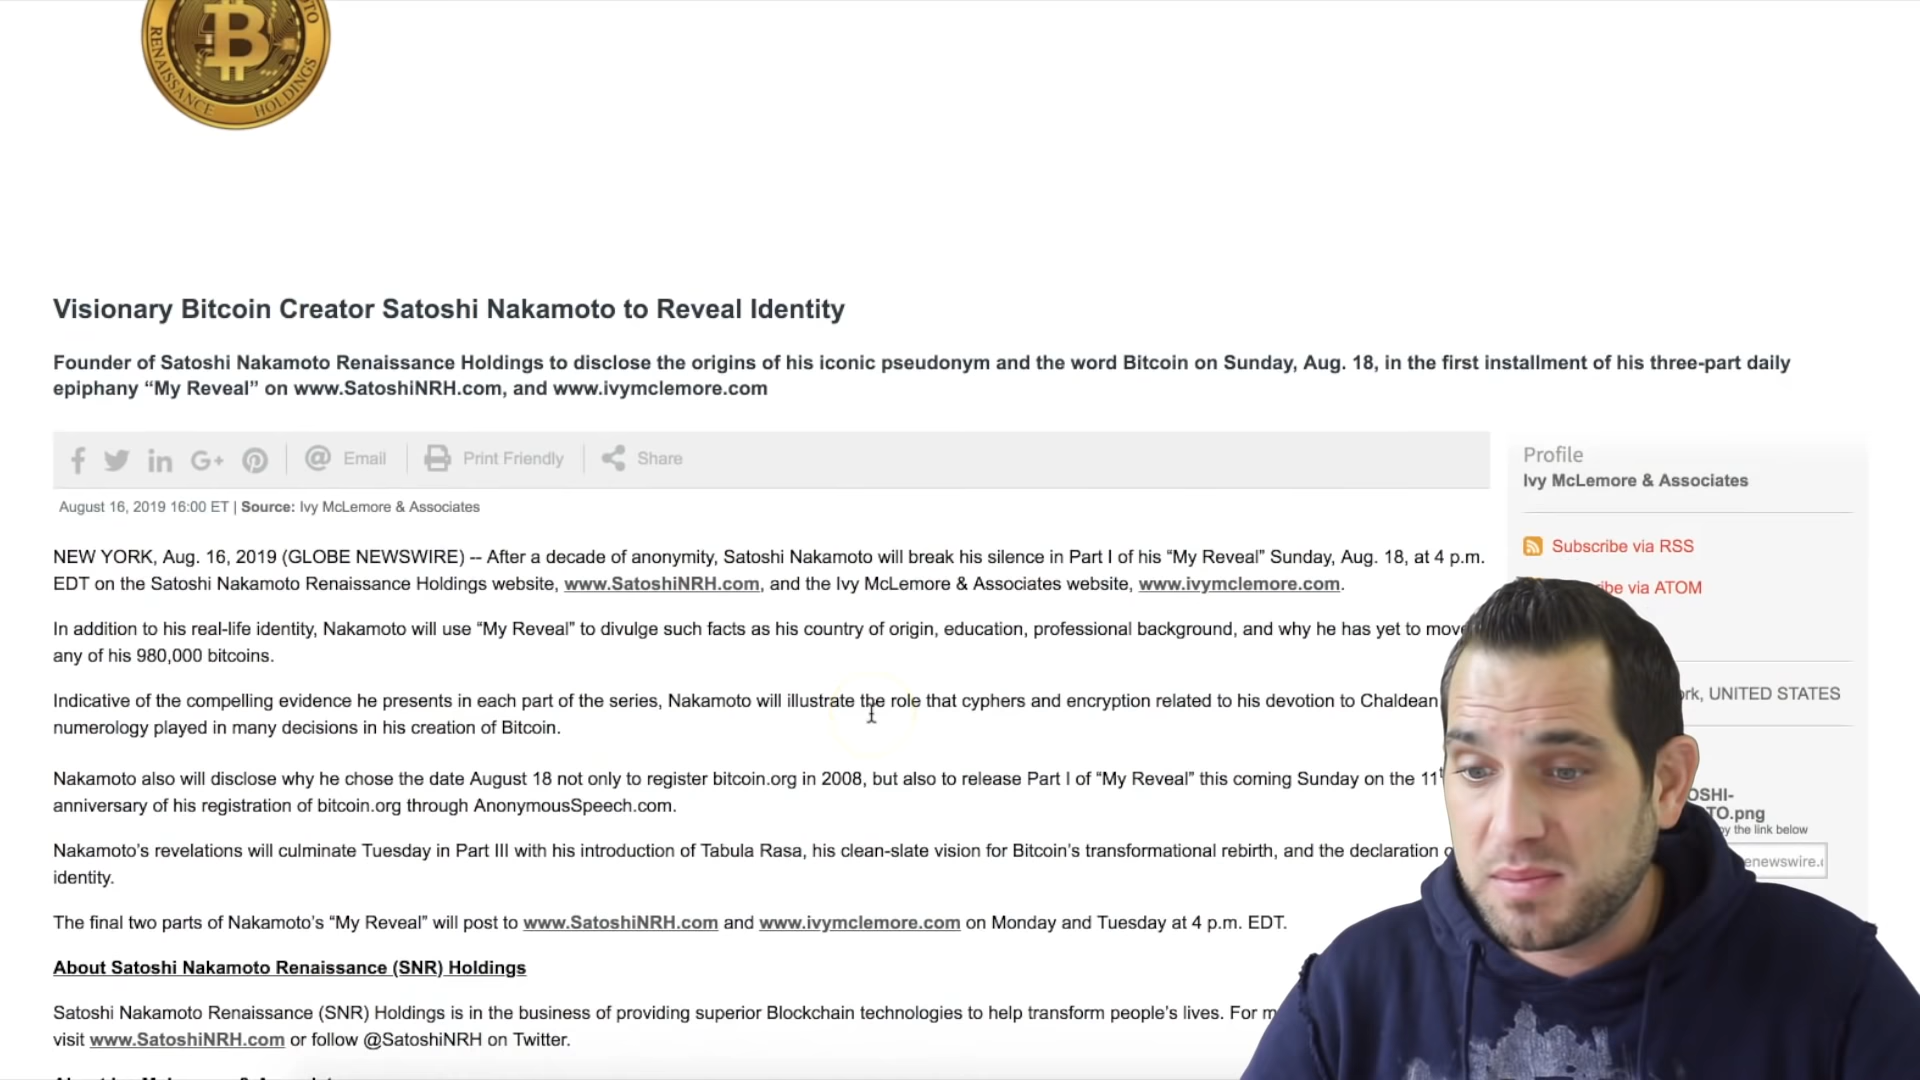 RENAISSANCE HOLDINGS
Visionary Bitcoin Creator Satoshi Nakamoto to Reveal Identity
Founder of Satoshi Nakamoto Renaissance Holdings to disclose the origins of his iconic pseudonym and the word Bitcoin on Sunday, Aug. 18, in the first installment of his three-part daily
epiphany “My Reveal” on www.SatoshiNRH.com, and www.ivymclemore.com
Email Print Friendly Share
August 16, 2019 16:00 ET | Source: Ivy McLemore & Associates
NEW YORK, Aug. 16, 2019 (GLOBE NEWSWIRE) -- After a decade of anonymity, Satoshi Nakamoto will break his silence in Part I of his “My Reveal” Sunday, Aug. 18, at 4 p.m.
EDT on the Satoshi Nakamoto Renaissance Holdings website, www.SatoshiNRH.com, and the Ivy McLemore & Associates website, www.ivymclemore.com.
In addition to his real-life identity, Nakamoto will use “My Reveal” to divulge such facts as his country of origin, education, professional background, and why he has yet to move
any of his 980,000 bitcoins.
Indicative of the compelling evidence he presents in each part of the series, Nakamoto will illustrate the role that cyphers and encryption related to his devotion to Chaldean
numerology played in many decisions in his creation of Bitcoin.
Nakamoto also will disclose why he chose the date August 18 not only to register bitcoin.org in 2008, but also to release Part I of “My Reveal” this coming Sunday on the 11
anniversary of his registration of bitcoin.org through AnonymousSpeech.com.
Nakamoto’s revelations will culminate Tuesday in Part III with his introduction of Tabula Rasa, his clean-slate vision for Bitcoin’s transformational rebirth, and the declaration
identity.
The final two parts of Nakamoto’s “My Reveal” will post to www.SatoshiNRH.com and www.ivymclemore.com on Monday and Tuesday at 4 p.m. EDT.
About Satoshi Nakamoto Renaissance (SNR) Holdings
Satoshi Nakamoto Renaissance (SNR) Holdings is in the business of providing superior Blockchain technologies to help transform people’s lives. For
visit www.SatoshiNRH.com or follow @SatoshiNRH on Twitter.
Profile
Ivy McLemore & Associates
Subscribe via RSS
via ATOM
UNITED STATES
OSHI-
TO.png
the link below
enewswire.